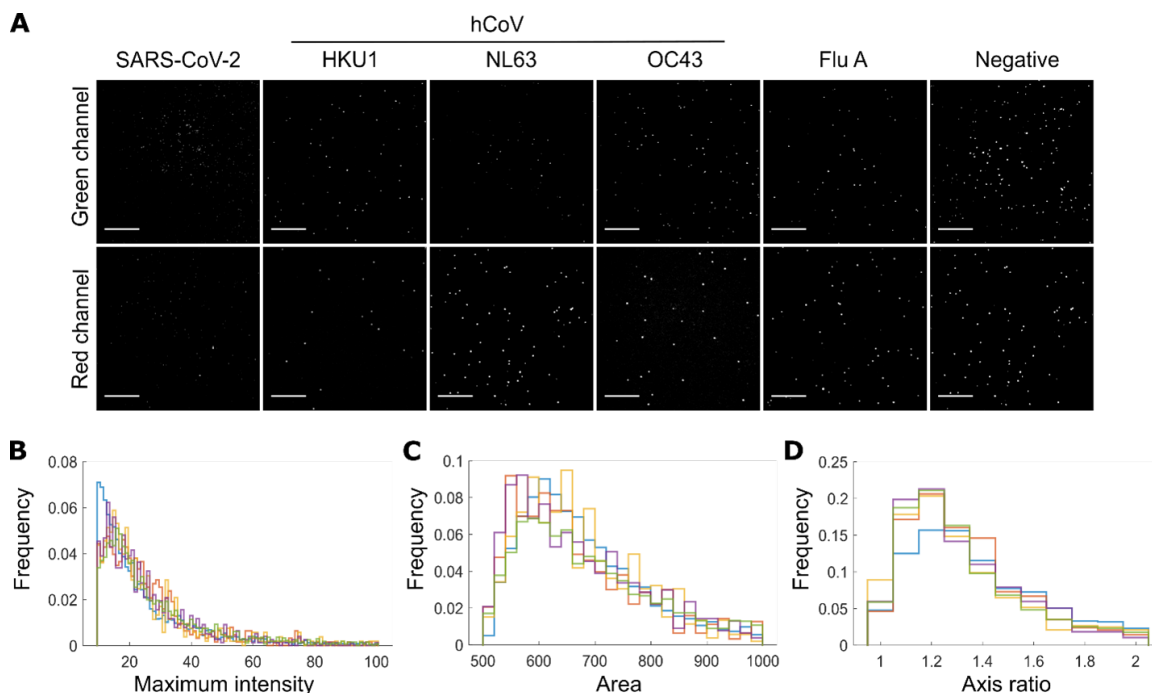 A
hCoV
SARS-CoV-2 HKU1 NL63 OC43 Flu A Negative
Green channel
Red channel
B
0.08
0.06
0.04
0.02
0
20 40 60 80 100
Frequency
Maximum intensity
C
0.1
0.08
0.06
0.04
0.02
0
500 600 700 800 900 1000
Frequency
Area
D
0.25
0.2
0.15
0.1
0.05
0
1 1.2 1.4 1.6 1.8 2
Frequency
Axis ratio